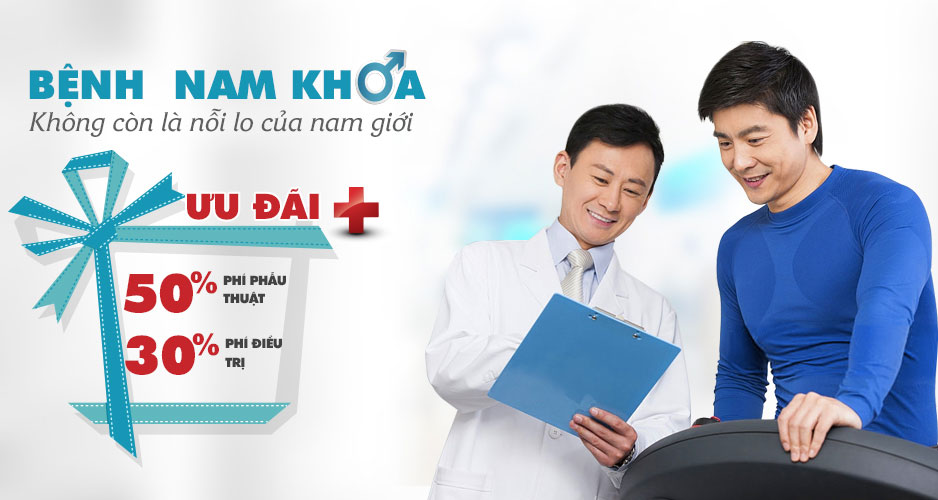 BỆNH NAM KHOA
Không còn là nỗi lo của nam giới
ƯU ĐÃI
50% PHÍ PHẪU
THUẬT
30% PHÍ ĐIỀU
TRỊ